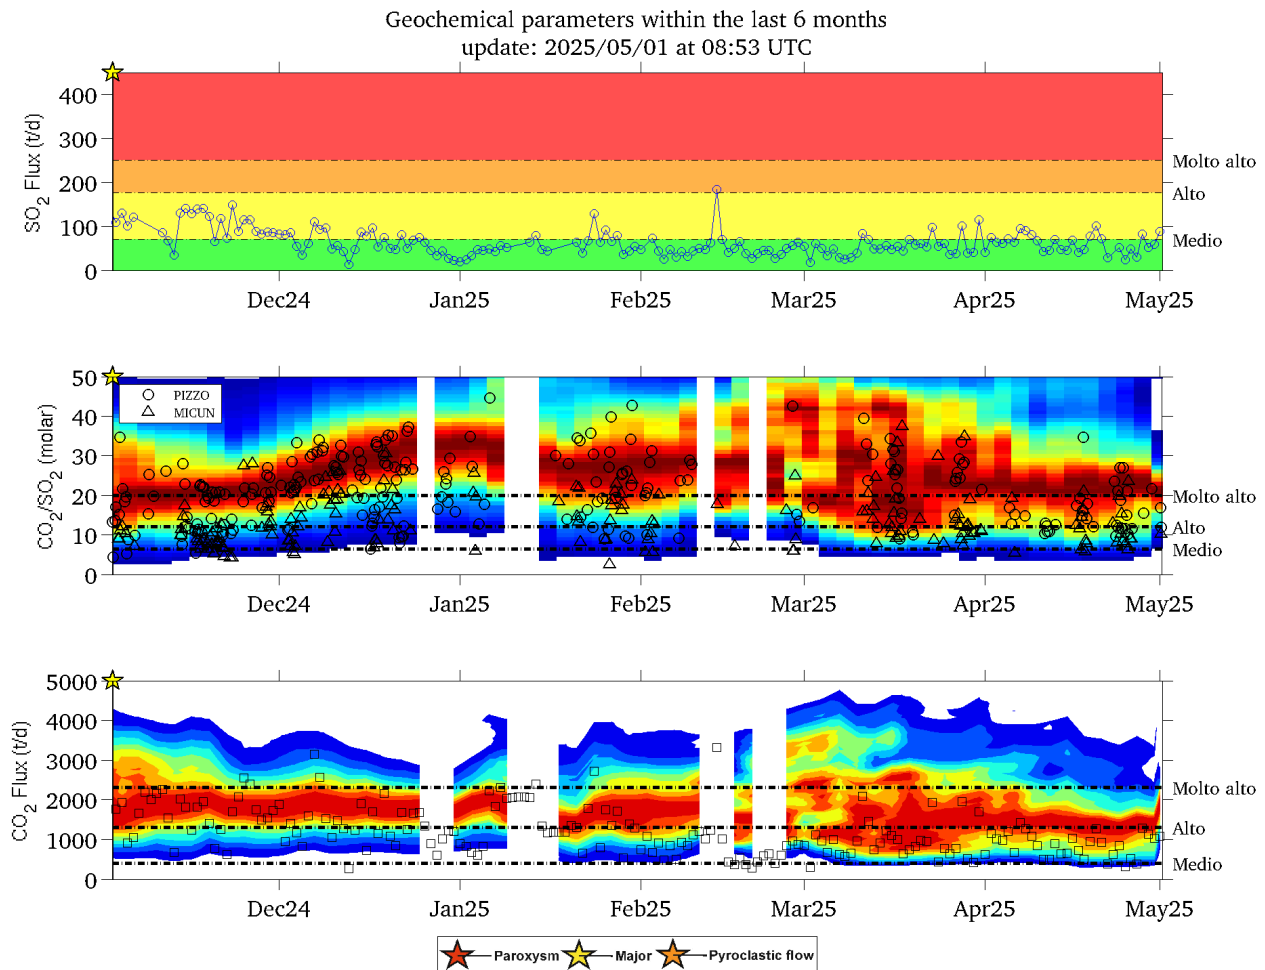 Geochemical parameters within the last 6 months
update: 2025/05/01 at 08:53 UTC
SO2 Flux (t/d)
400
300
200
100
0
Molto alto
Alto
Medio
Dec24 Jan25 Feb25 Mar25 Apr25 May25
CO2/SO2 (molar)
50
40
30
20
10
0
PIZZO
MICUN
Molto alto
Alto
Medio
Dec24 Jan25 Feb25 Mar25 Apr25 May25
CO2 Flux (t/d)
5000
4000
3000
2000
1000
0
Molto alto
Alto
Medio
Dec24 Jan25 Feb25 Mar25 Apr25 May25
Paroxysm Major Pyroclastic flow